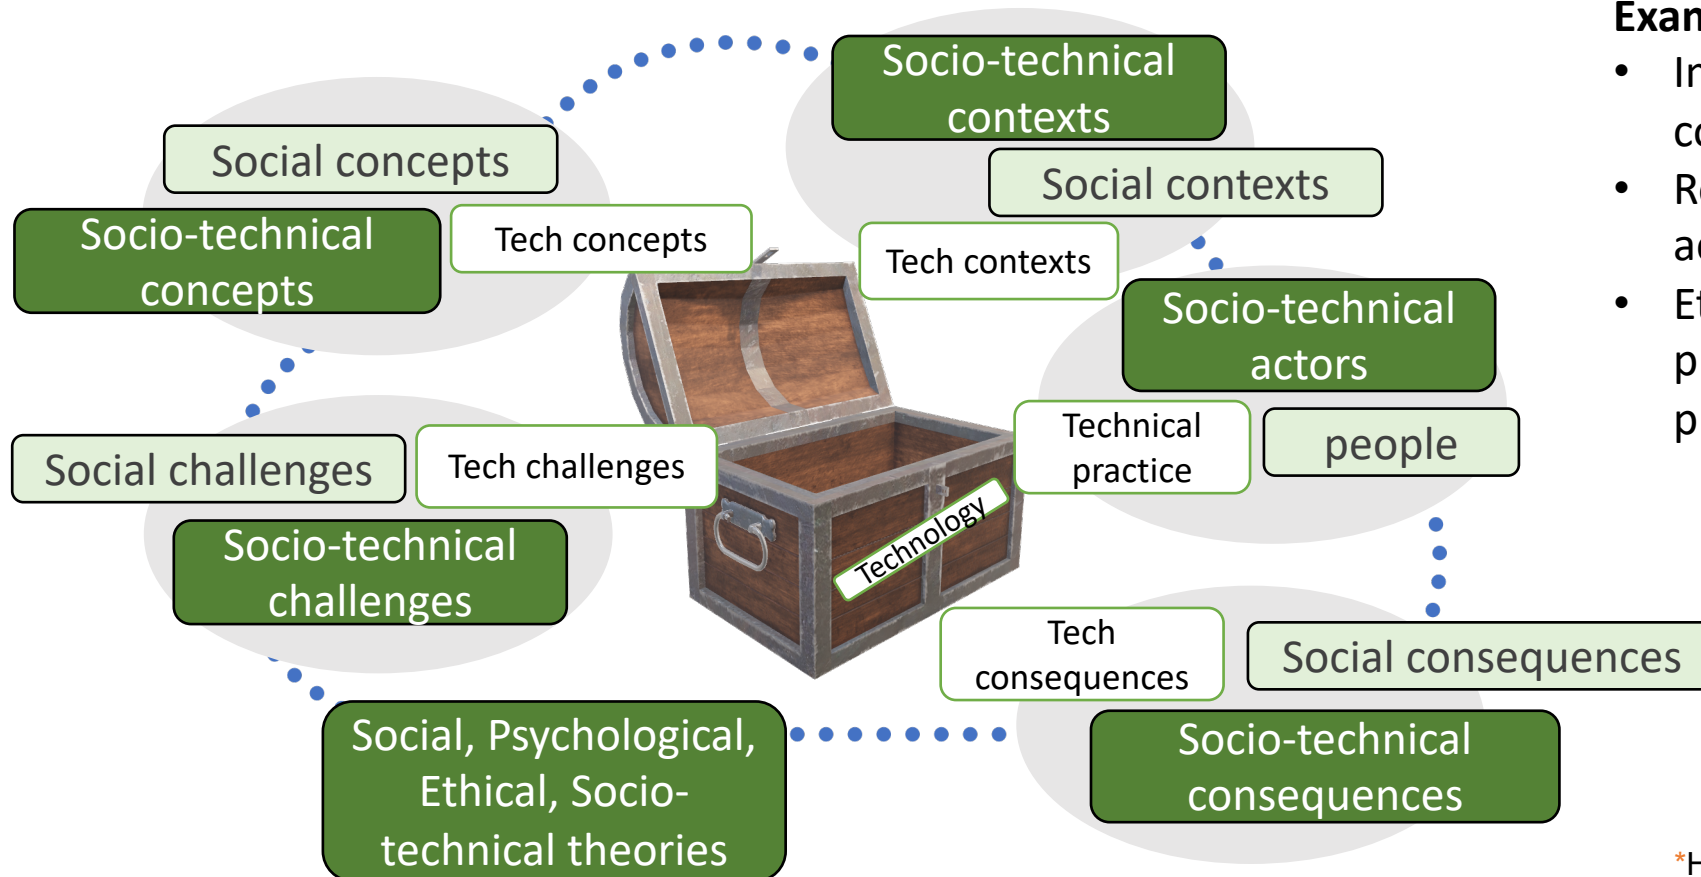 Socio-technical
contexts
Social concepts
Social contexts
Socio-technical
concepts
Tech concepts
Tech contexts
Socio-technical
actors
Social challenges
Tech challenges
Technical
practice
people
Technology
Socio-technical
challenges
Tech
consequences
Social consequences
Social, Psychological,
Ethical, Socio-
technical theories
Socio-technical
consequences